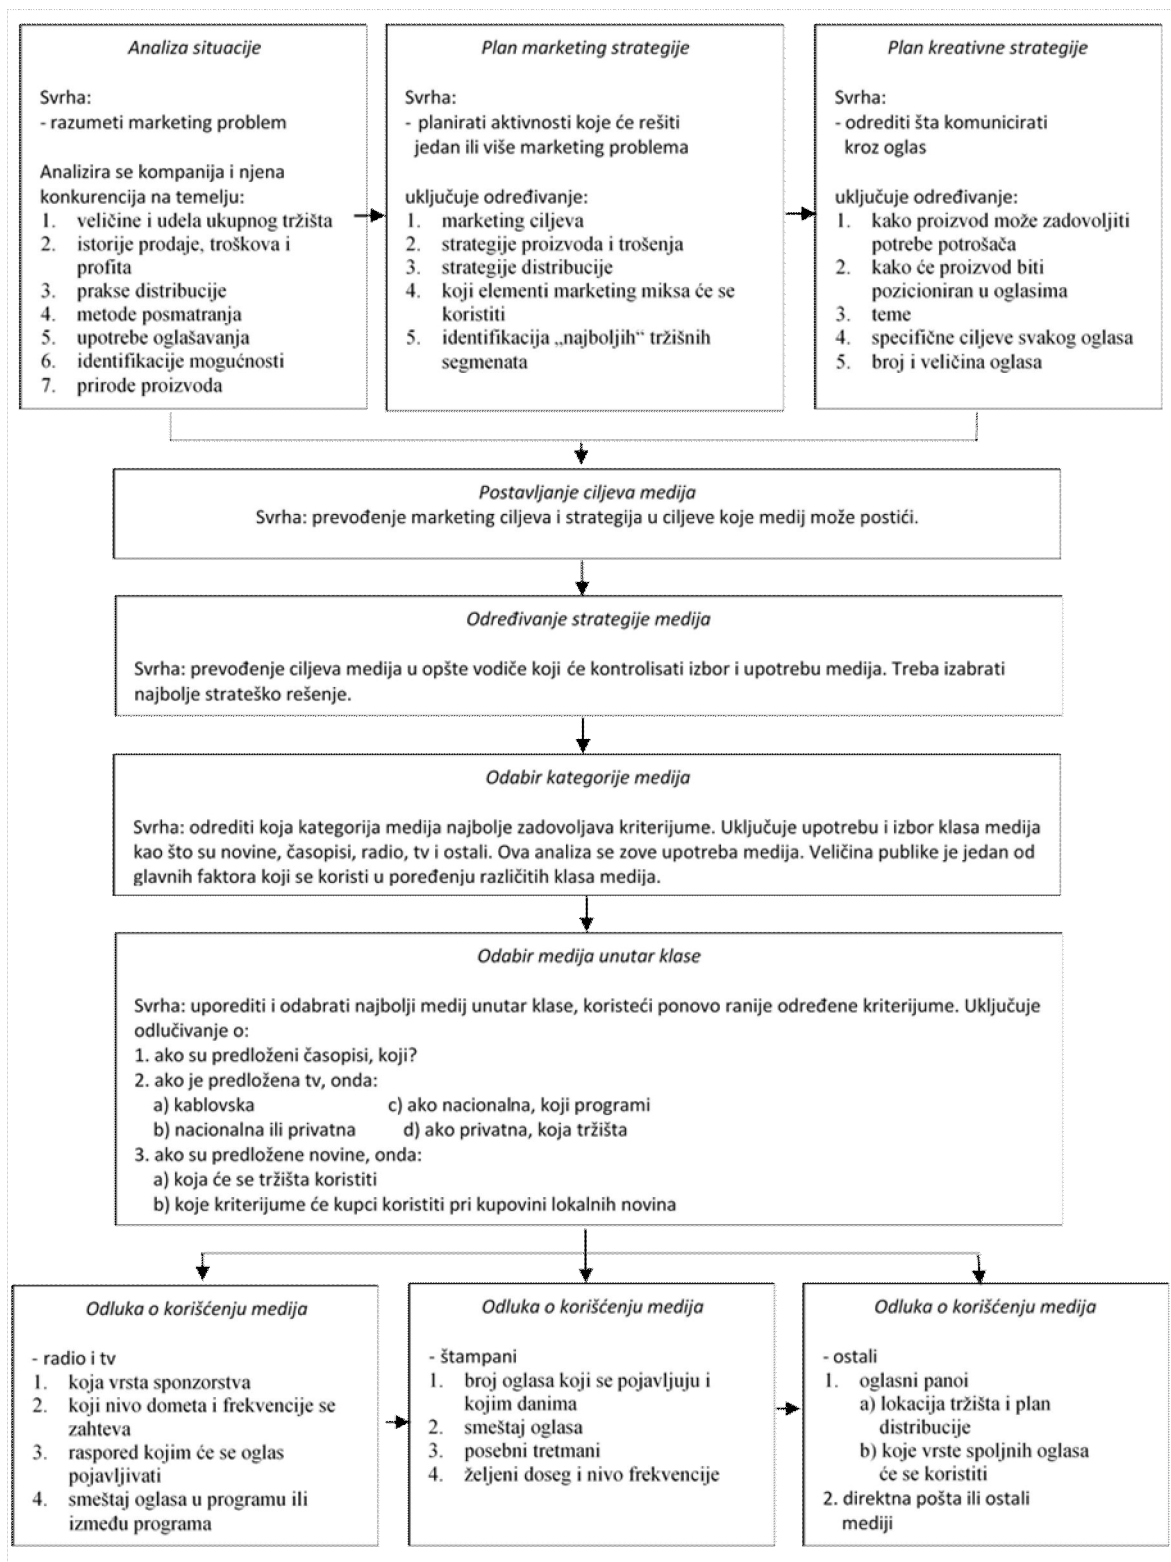 Analiza situacije
Svrha:
- razumeti marketing problem
Analizira se kompanija i njena
konkurencija na temelju:
1. veličine i udela ukupnog tržišta
2. istorije prodaje, troškova i
profita
3. prakse distribucije
4. metode posmatranja
5. upotrebe oglašavanja
6. identifikacije mogućnosti
7. prirode proizvoda
Plan marketing strategije
Svrha:
- planirati aktivnosti koje će rešiti
jedan ili više marketing problema
uključuje određivanje:
1. marketing ciljeva
2. strategije proizvoda i trošenja
3. strategije distribucije
4. koji elementi marketing miksa će se
koristiti
5. identifikacija „najboljih“ tržišnih
segmenata
Plan kreativne strategije
Svrha:
- odrediti šta komunicirati
kroz oglas
uključuje određivanje:
1. kako proizvod može zadovoljiti
potrebe potrošača
2. kako će proizvod biti
pozicioniran u oglasima
3. teme
4. specifične ciljeve svakog oglasa
5. broj i veličina oglasa
Postavljanje ciljeva medija
Svrha: prevođenje marketing ciljeva i strategija u ciljeve koje medij može postići.
Određivanje strategije medija
Svrha: prevođenje ciljeva medija u opšte vodiče koji će kontrolisati izbor i upotrebu medija. Treba izabrati
najbolje strateško rešenje.
Odabir kategorije medija
Svrha: odrediti koja kategorija medija najbolje zadovoljava kriterijume. Uključuje upotrebu i izbor klasa medija
kao što su novine, časopisi, radio, tv i ostali. Ova analiza se zove upotreba medija. Veličina publike je jedan od
glavnih faktora koji se koristi u poređenju različitih klasa medija.
Odabir medija unutar klase
Svrha: uporediti i odabrati najbolji medij unutar klase, koristeći ponovo ranije određene kriterijume. Uključuje
odlučivanje o:
1. ako su predloženi časopisi, koji?
2. ako je predložena tv, onda:
a) kablovska c) ako nacionalna, koji programi
b) nacionalna ili privatna d) ako privatna, koja tržišta
3. ako su predložene novine, onda:
a) koja će se tržišta koristiti
b) koje kriterijume će kupci koristiti pri kupovini lokalnih novina
Odluka o korišćenju medija
- radio i tv
1. koja vrsta sponzorstva
2. koji nivo dometa i frekvencije se
zahteva
3. raspored kojim će se oglas
pojavljivati
4. smeštaj oglasa u programu ili
između programa
Odluka o korišćenju medija
- štampani
1. broj oglasa koji se pojavljuju i
kojim danima
2. smeštaj oglasa
3. posebni tretmani
4. željeni doseg i nivo frekvencije
Odluka o korišćenju medija
- ostali
1. oglasni panoi
a) lokacija tržišta i plan
distribucije
b) koje vrste spoljnih oglasa
će se koristiti
2. direktna pošta ili ostali
mediji